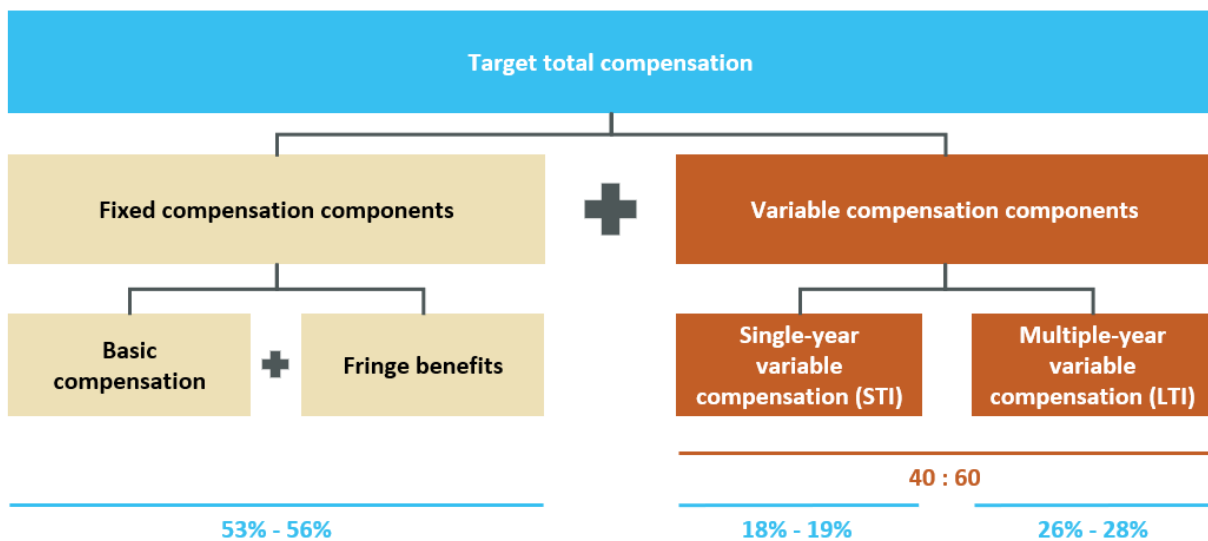 Target total compensation
Fixed compensation components
Variable compensation components
Basic
compensation
Fringe benefits
Single-year
variable
compensation (STI)
Multiple-year
variable
compensation (LTI)
40 : 60
53% - 56%
18% - 19%
26% - 28%